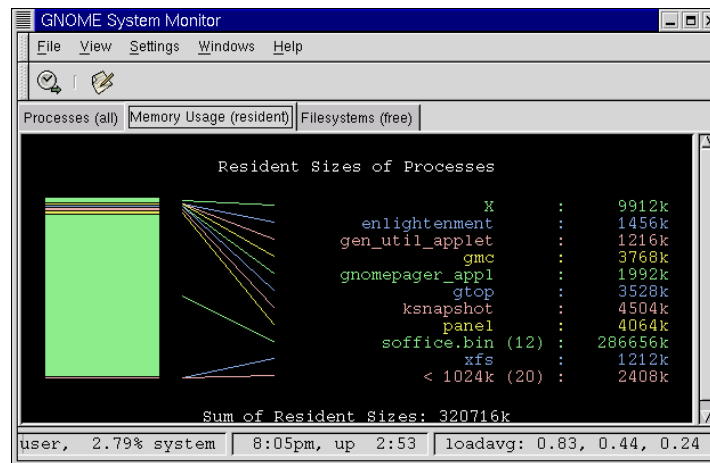 GNOME System Monitor
File View Settings Windows Help
Processes (all) Memory Usage (resident) Filesystems (free)
Resident Sizes of Processes
X : 9912k
enlightenment : 1456k
gen_util_applet : 1216k
gmc : 3768k
gnomepager_appl : 1992k
gtop : 3528k
ksnapshot : 4504k
panel : 4064k
soffice.bin (12) : 286656k
xfs : 1212k
< 1024k (20) : 2408k
Sum of Resident Sizes: 320716k
user, 2.79% system 8:05pm, up 2:53 loadavg: 0.83, 0.44, 0.24